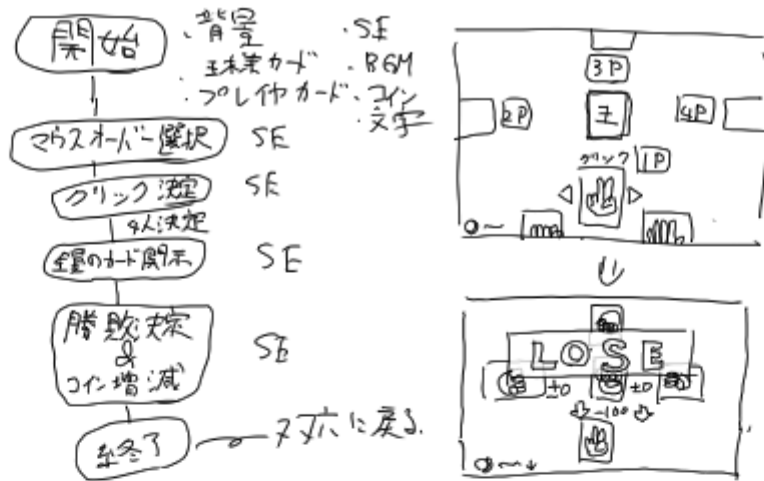 開始
・背景
玉未来カード
・プレイヤカード
・SE
・BGM
・コイン
・文字
マウスオーバー選択
SE
クリック決定
SE
4人決定
全員のカード開示
SE
勝敗決定
&
コイン増減
SE
終了
に戻る
3P
2P
王
4P
クリック
1P
LOSE
±0
±0
-100